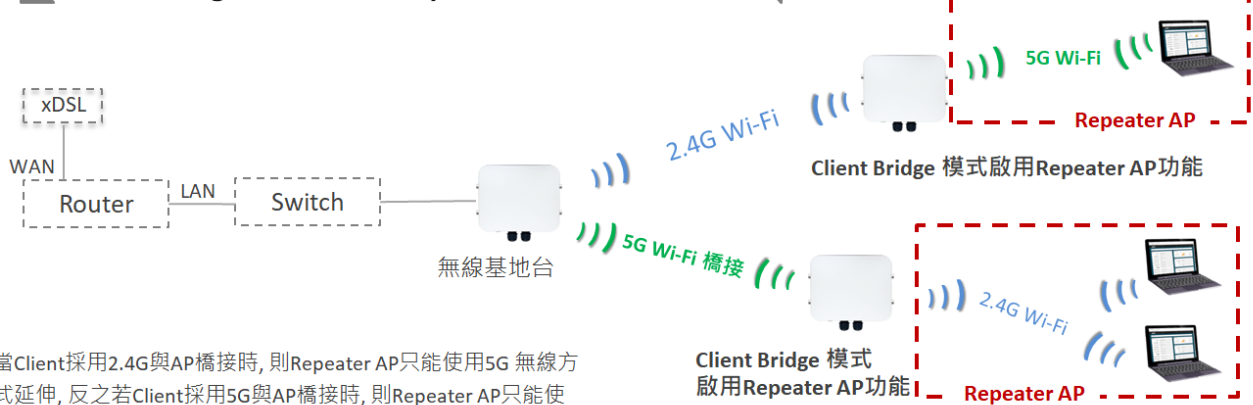 5G Wi-Fi
xDSL
Repeater AP
2.4G Wi-Fi
WAN
Client Bridge 模式啟用Repeater AP功能
LAN
Router
Switch
5G Wi-Fi 橋接
無線基地台
2.4G Wi-Fi
當Client採用2.4G與AP橋接時, 則Repeater AP只能使用5G 無線方
式延伸, 反之若Client採用5G與AP橋接時, 則Repeater AP只能使
Client Bridge 模式
啟用Repeater AP功能
Repeater AP